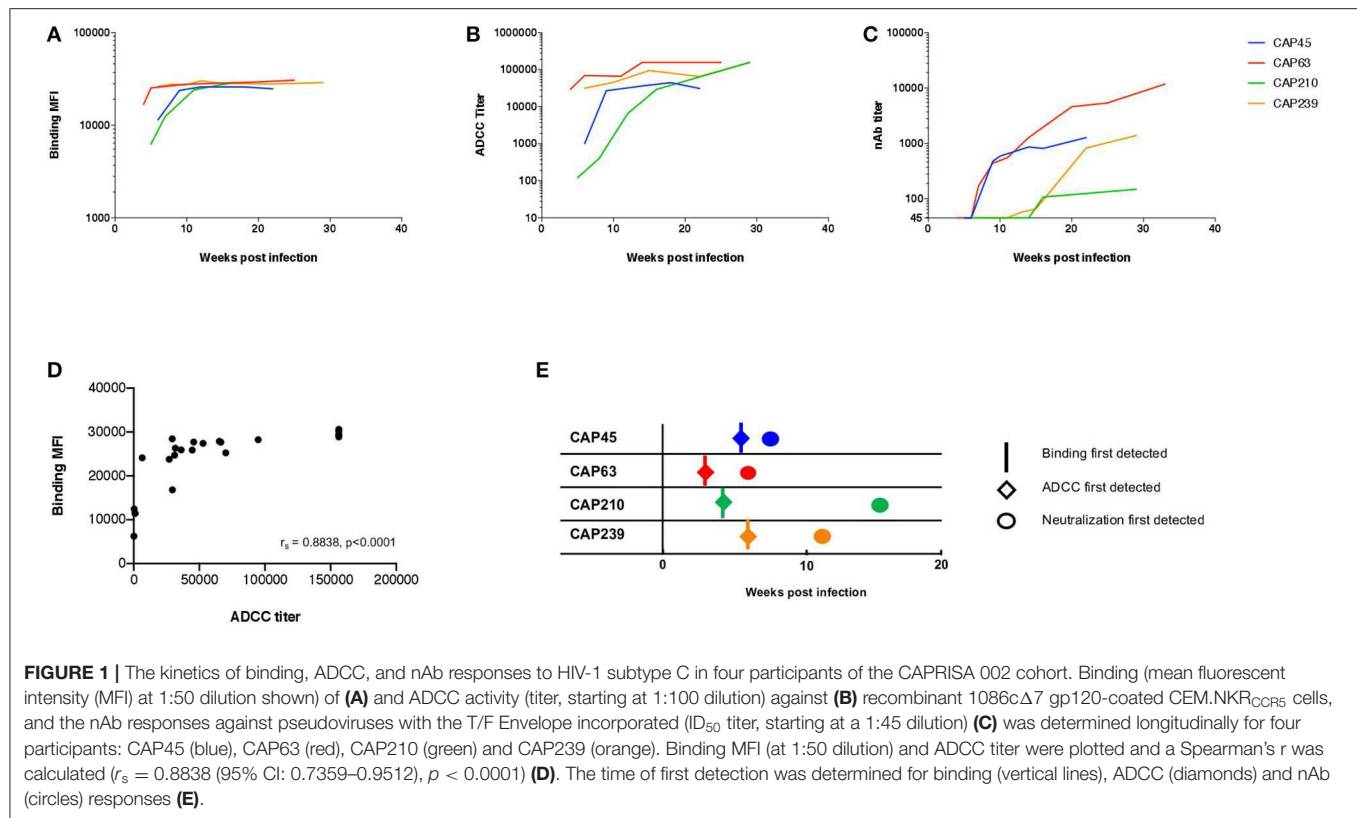 A
100000
10000
1000
Binding MFI
0
10
20
30
40
Weeks post infection
B
1000000
100000
10000
1000
100
10
ADCC Titer
0
10
20
30
40
Weeks post infection
C
100000
10000
1000
100
45
nAb titer
0
10
20
30
40
Weeks post infection
CAP45
CAP63
CAP210
CAP239
D
40000
30000
20000
10000
0
Binding MFI
rs = 0.8838, p<0.0001
0
50000
100000
150000
200000
ADCC titer
E
CAP45
CAP63
CAP210
CAP239
0
10
20
Weeks post infection
Binding first detected
ADCC first detected
Neutralization first detected
FIGURE 1 | The kinetics of binding, ADCC, and nAb responses to HIV-1 subtype C in four participants of the CAPRISA 002 cohort. Binding (mean fluorescent
intensity (MFI) at 1:50 dilution shown) of (A) and ADCC activity (titer, starting at 1:100 dilution) against (B) recombinant 1086cΔ7 gp120-coated CEM.NKRCCR5 cells,
and the nAb responses against pseudoviruses with the T/F Envelope incorporated (ID50 titer, starting at a 1:45 dilution) (C) was determined longitudinally for four
participants: CAP45 (blue), CAP63 (red), CAP210 (green) and CAP239 (orange). Binding MFI (at 1:50 dilution) and ADCC titer were plotted and a Spearman's r was
calculated (rs = 0.8838 (95% CI: 0.7359–0.9512), p < 0.0001) (D). The time of first detection was determined for binding (vertical lines), ADCC (diamonds) and nAb
(circles) responses (E).